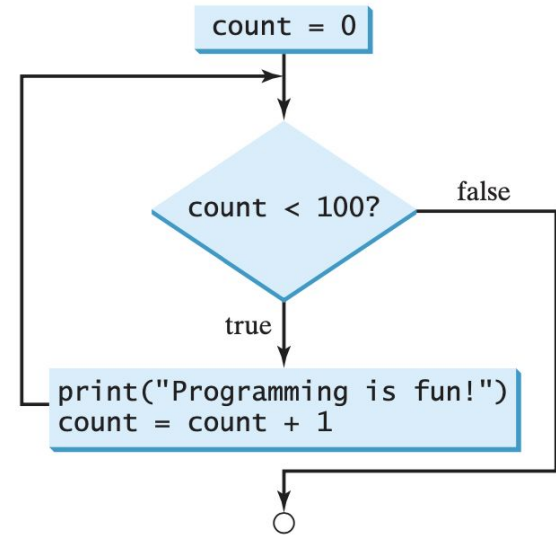 count = 0
count < 100?
false
true
print("Programming is fun!")
count = count + 1